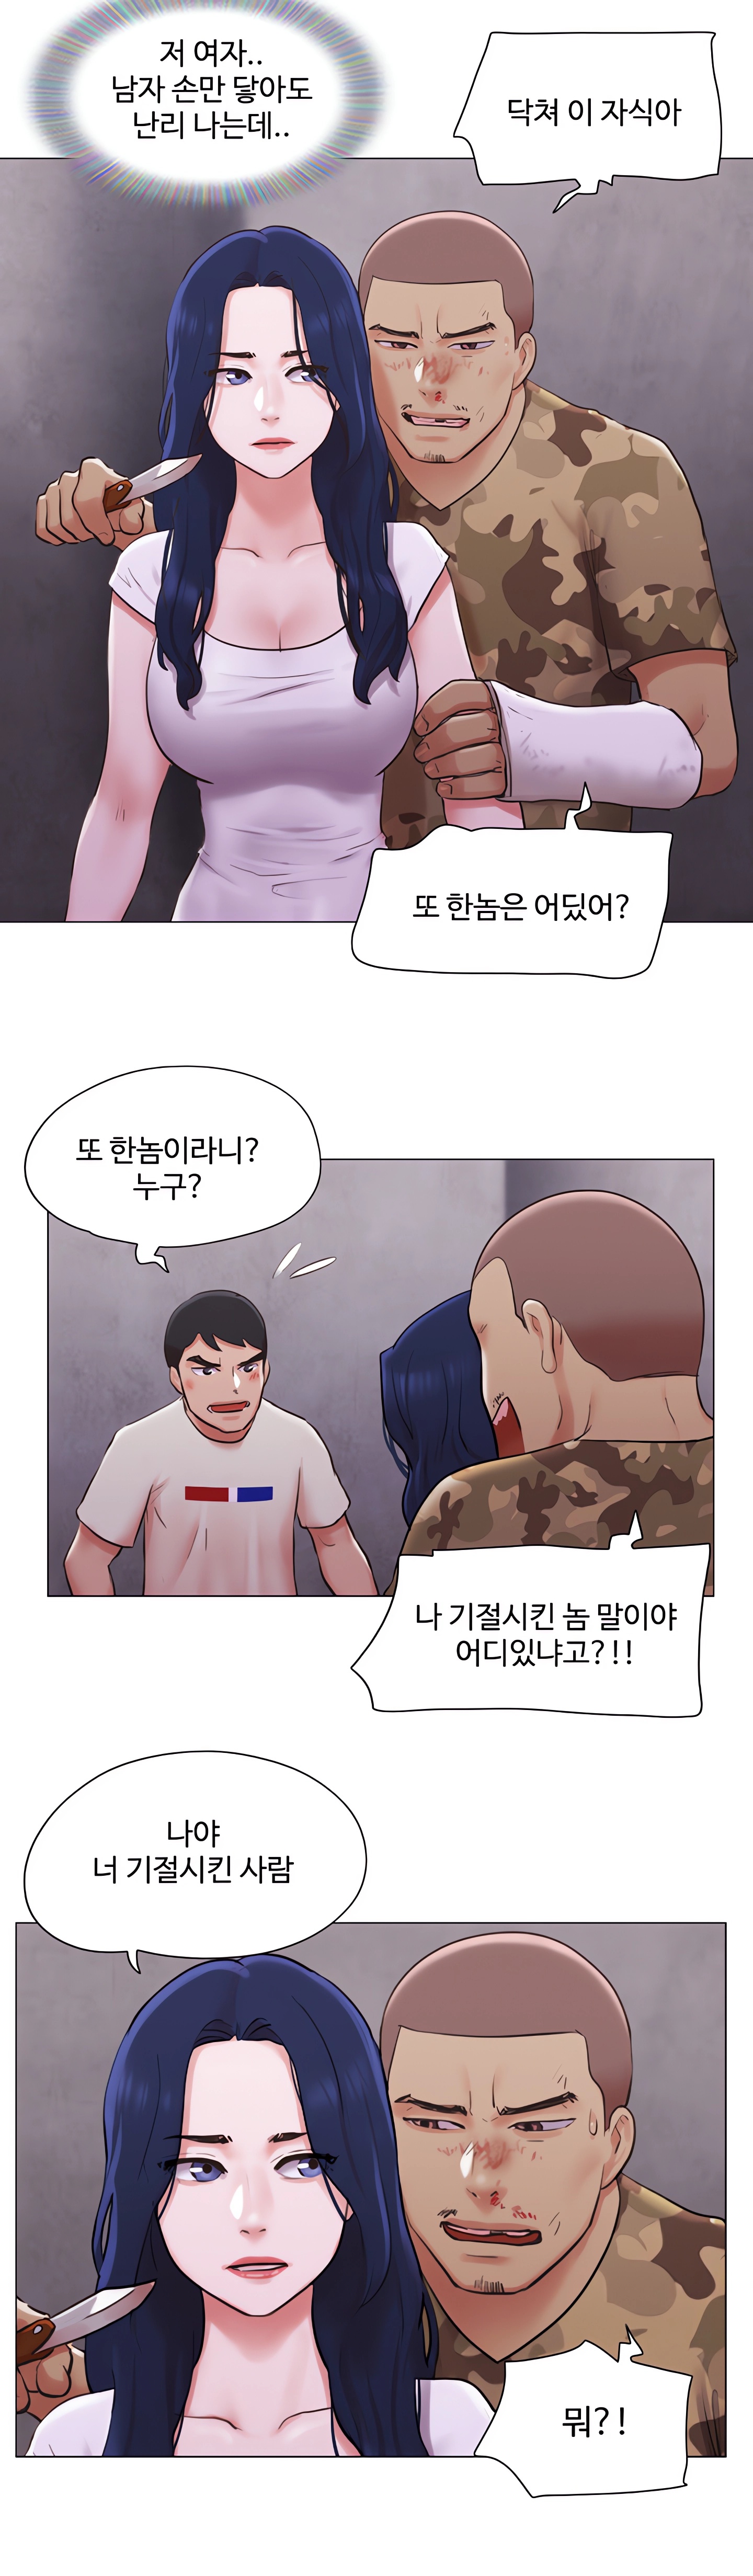 저 여자..
남자 손만 닿아도
난리 나는데..
닥쳐 이 자식아
또 한놈은 어딨어?
또 한놈이라니?
누구?
나 기절시킨 놈 말이야
어디있냐고?!!
나야
너 기절시킨 사람
뭐?!